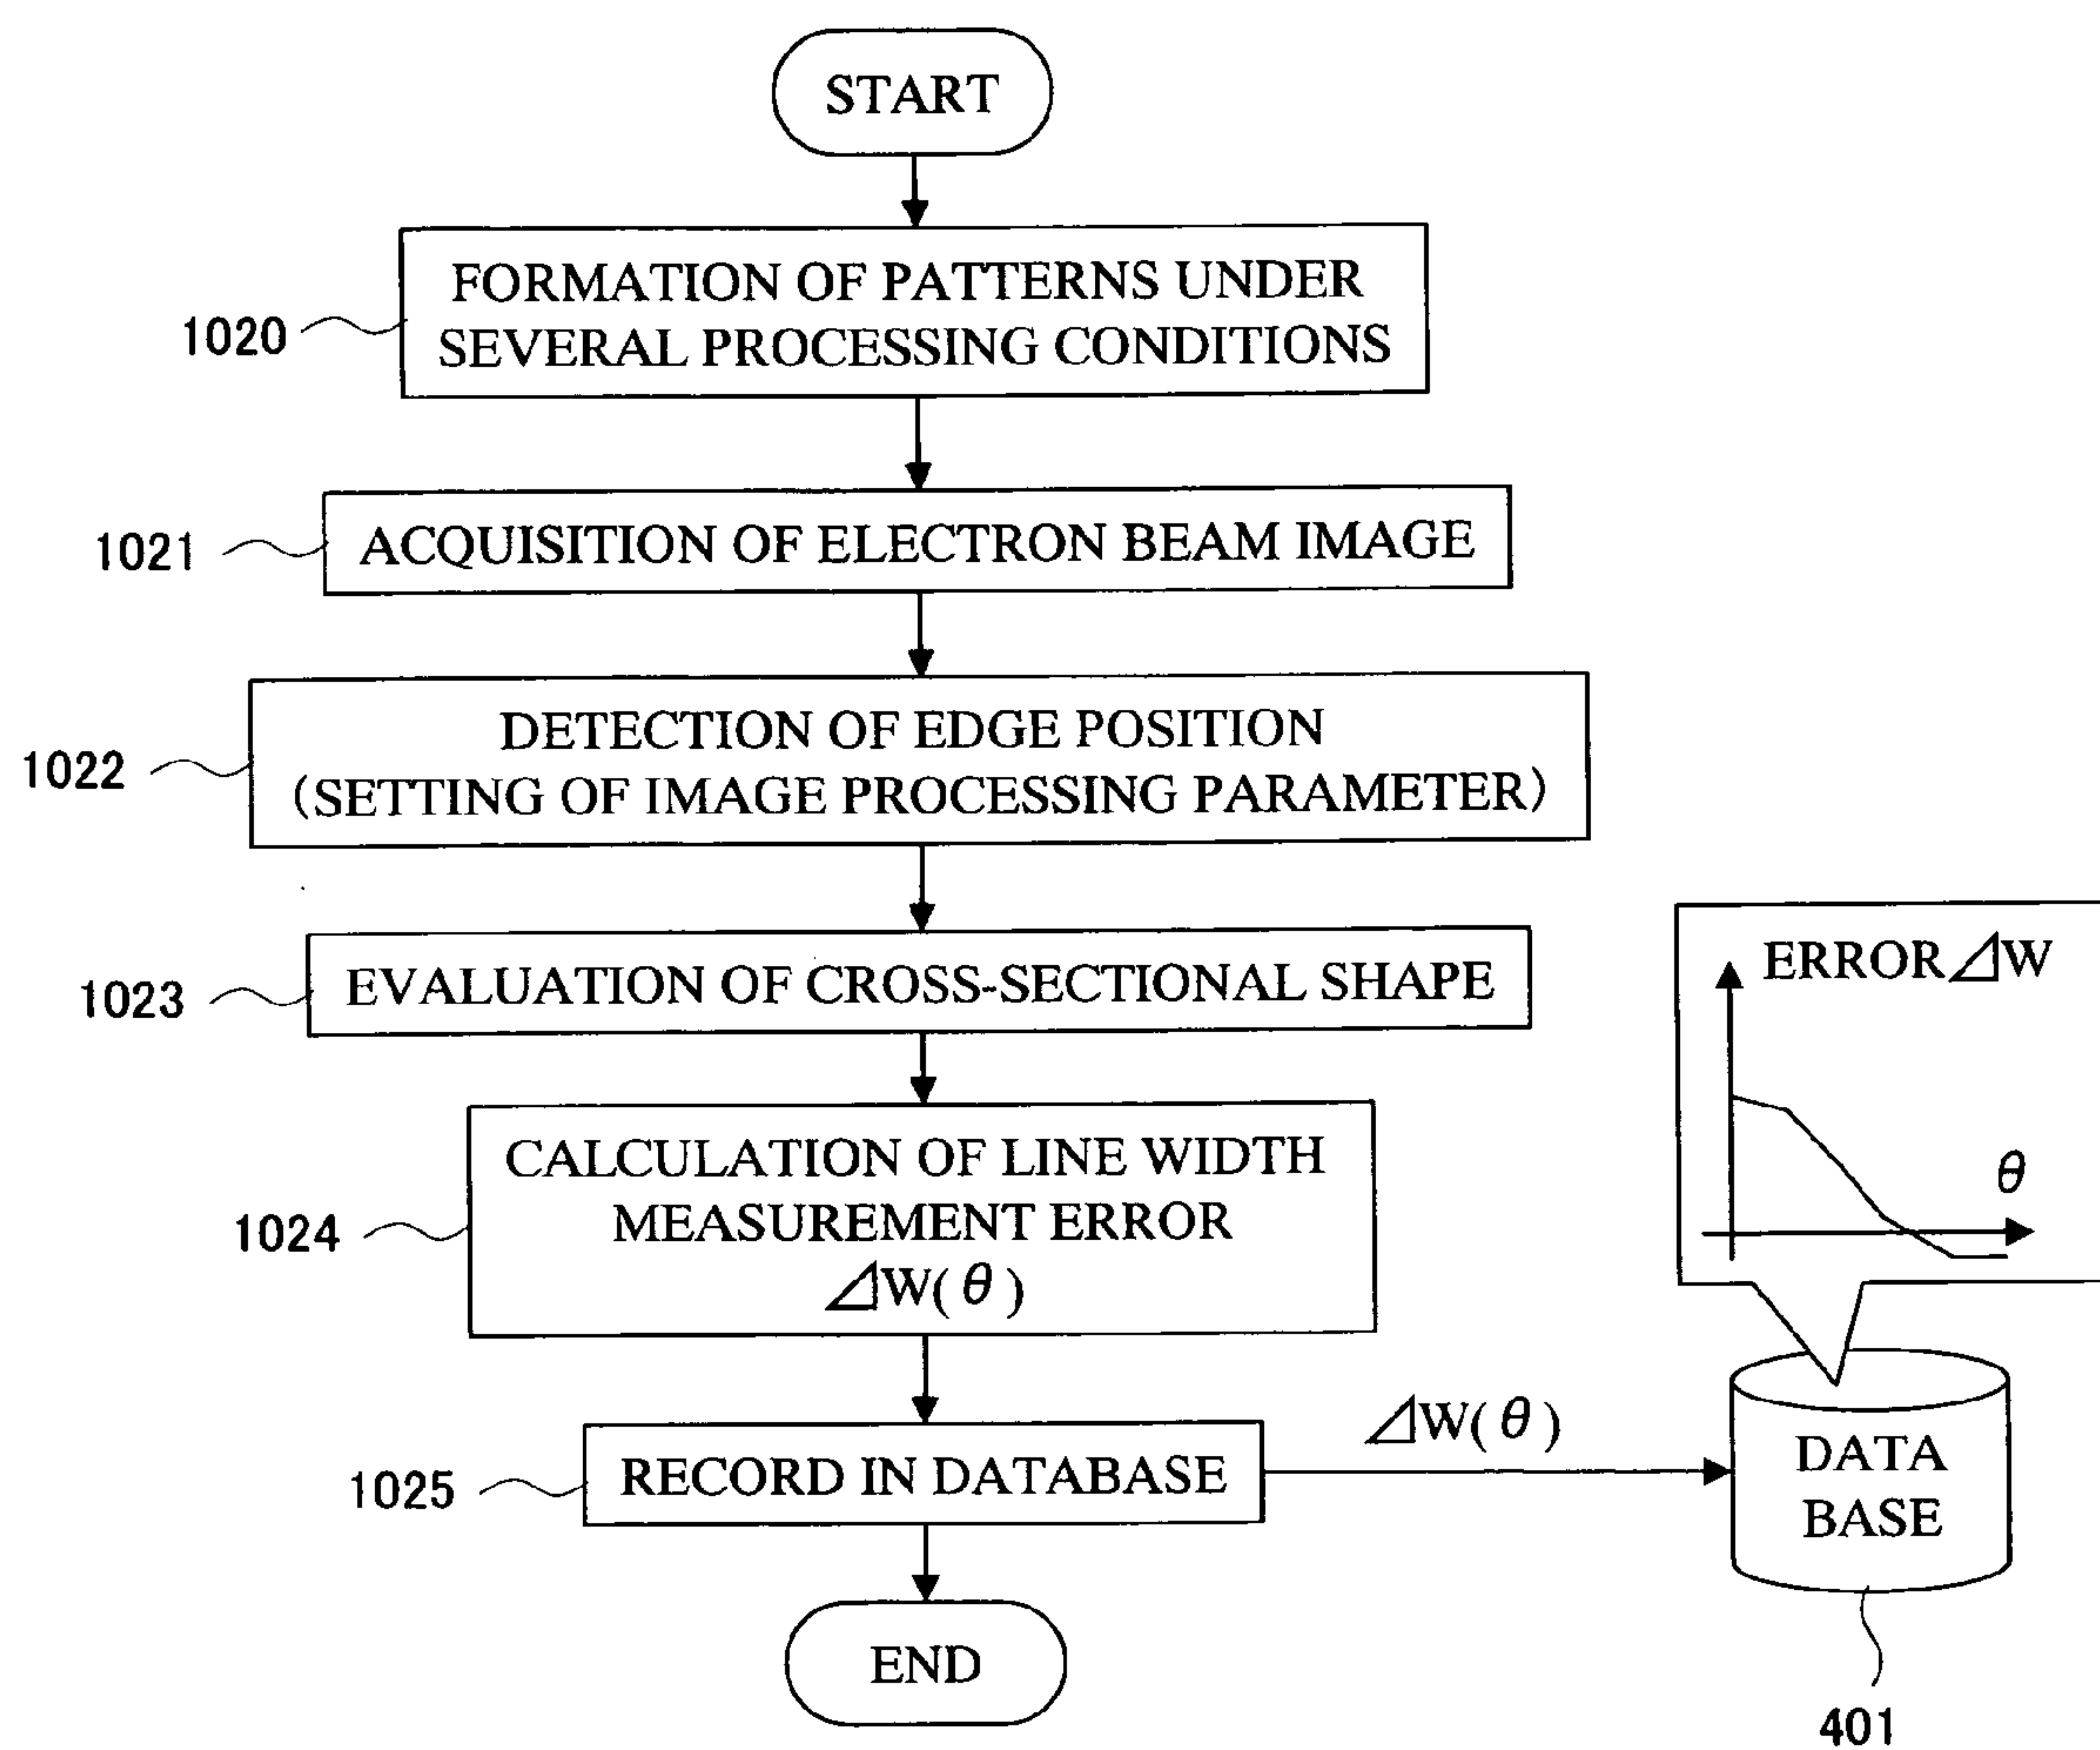 START
1020
FORMATION OF PATTERNS UNDER
SEVERAL PROCESSING CONDITIONS
1021
ACQUISITION OF ELECTRON BEAM IMAGE
1022
DETECTION OF EDGE POSITION
(SETTING OF IMAGE PROCESSING PARAMETER)
1023
EVALUATION OF CROSS-SECTIONAL SHAPE
1024
CALCULATION OF LINE WIDTH
MEASUREMENT ERROR
⊿W(θ)
1025
RECORD IN DATABASE
⊿W(θ)
ERROR⊿W
θ
DATA
BASE
401
END